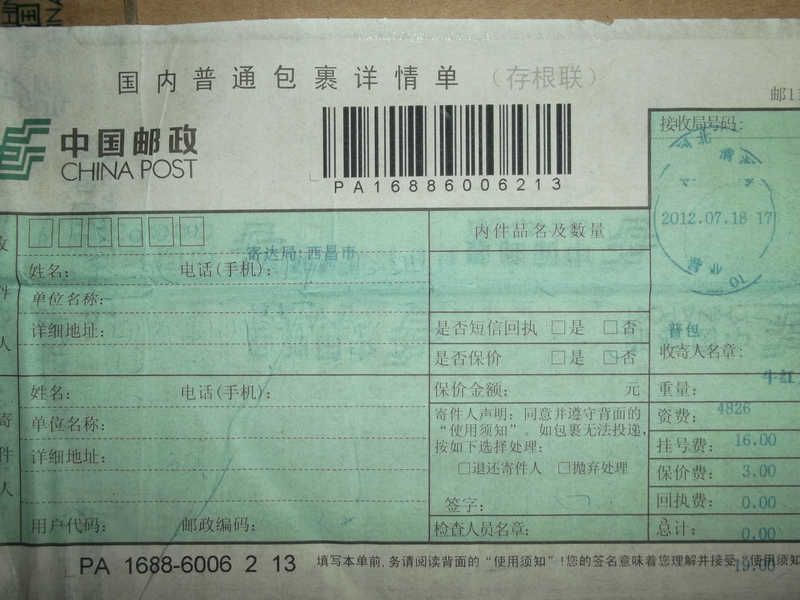 国内普通包裹详情单（存根联）
中国邮政
CHINA POST
PA16886006213
接收局号码:
河北
2012.07.18 17
营业
寄达局:西昌市
内件品名及数量
姓名:
电话(手机):
单位名称:
详细地址:
是否短信回执 □是 □否
是否保价 □是 □否
普包
收寄人名章:
姓名:
电话(手机):
保价金额: 元
重量:
4826
单位名称:
寄件人声明: 同意并遵守背面的
“使用须知”. 如包裹无法投递,
按如下选择处理:
资费: 16.00
详细地址:
□退还寄件人 □抛弃处理
挂号费: 3.00
保价费: 0.00
签字:
回执费: 0.00
用户代码:
邮政编码:
检查人员名章:
总计: 19.00
PA 1688-6006 2 13
填写本单前,务请阅读背面的“使用须知”!您的签名意味着您理解并接受“使用须知